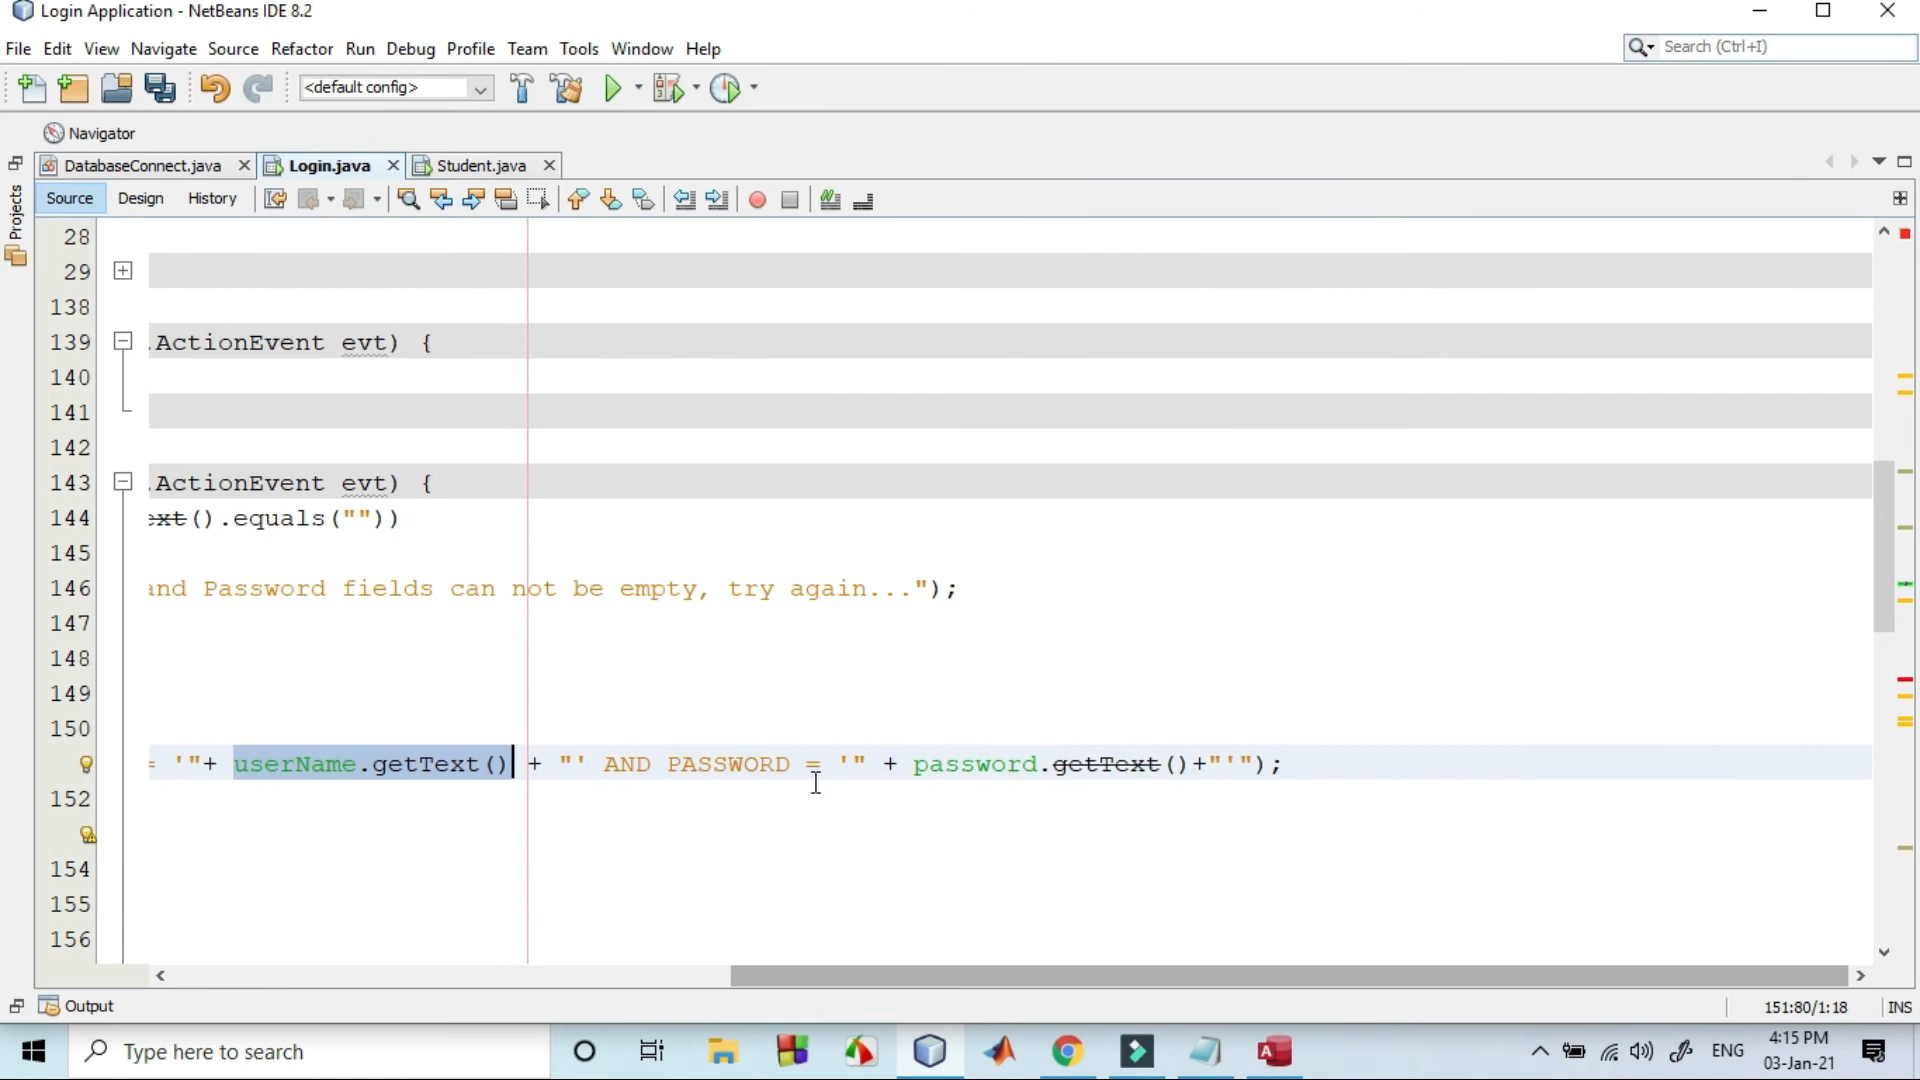 Login Application - NetBeans IDE 8.2
File Edit View Navigate Source Refactor Run Debug Profile Team Tools Window Help
Search (Ctrl+I)
<default config>
Navigator
DatabaseConnect.java
Login.java
Student.java
Projects
Source Design History
28
29
138
139 .ActionEvent evt) {
140
141
142
143 .ActionEvent evt) {
144 ext().equals(""))
145
146 and Password fields can not be empty, try again...");
147
148
149
150
= '"+ userName.getText() + "' AND PASSWORD = '" + password.getText()+"'");
152
154
155
156
Output
151:80/1:18 INS
Type here to search
ENG
4:15 PM
03-Jan-21